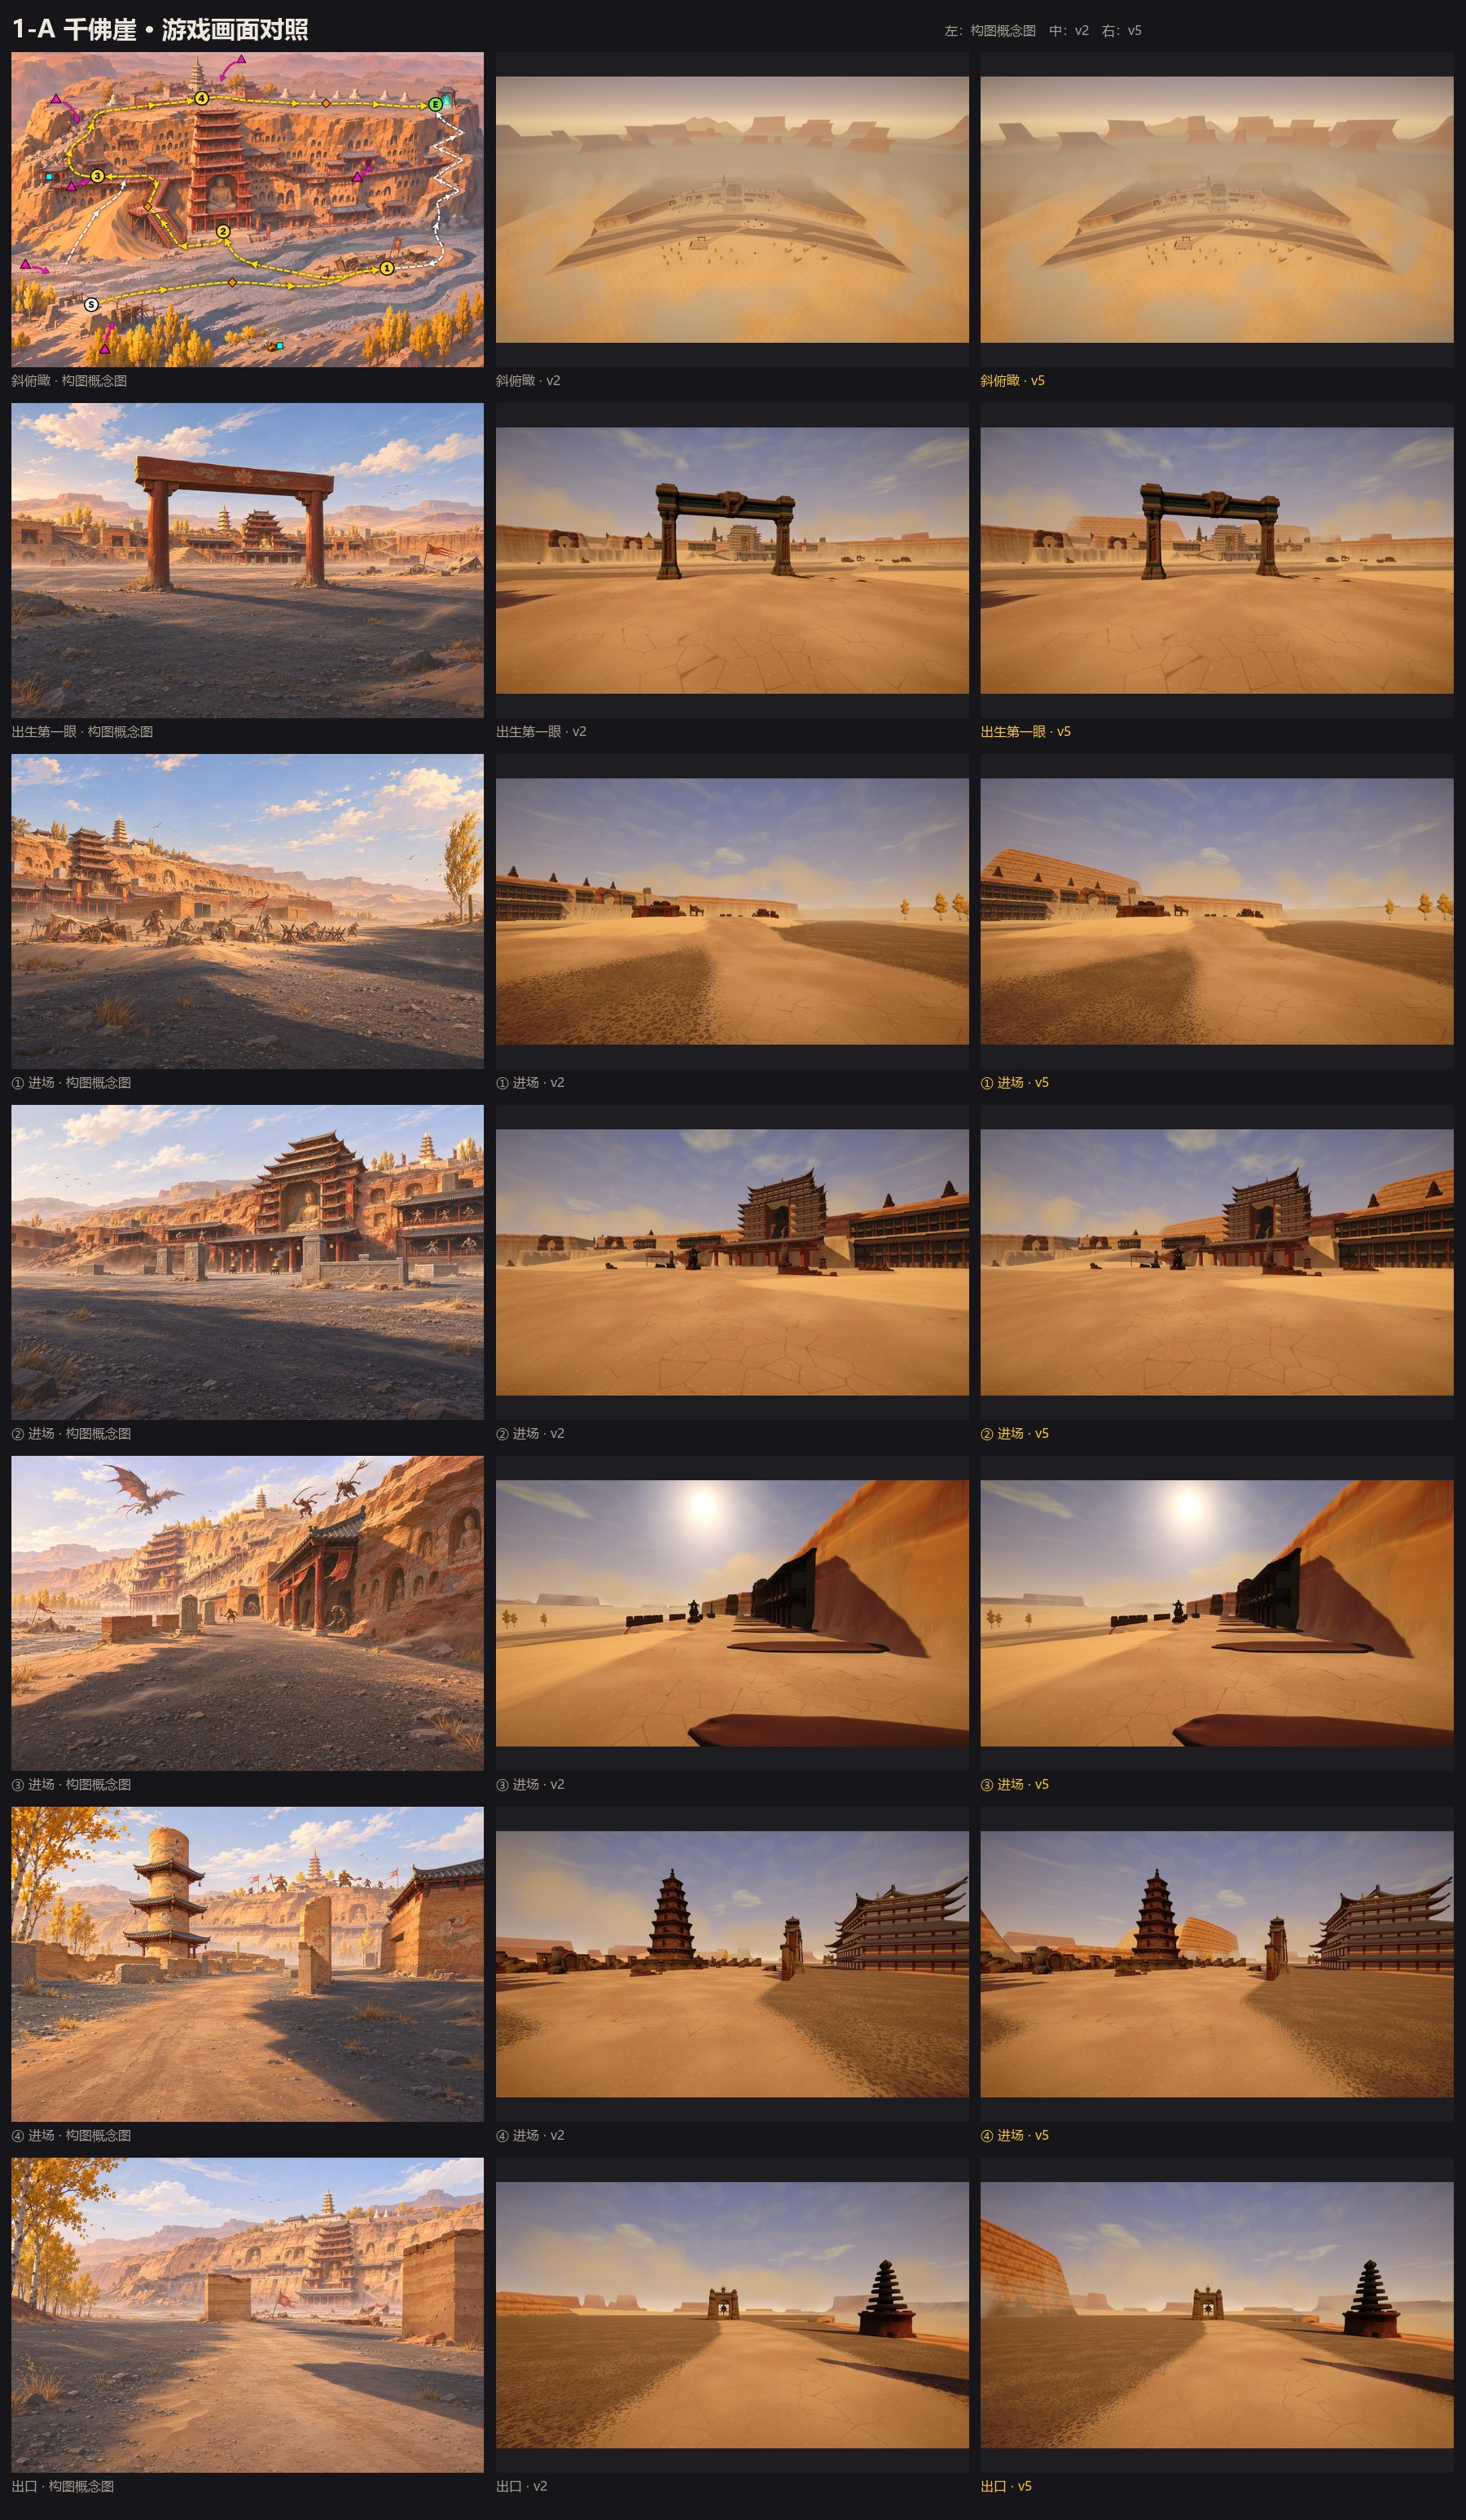 1-A 千佛崖 • 游戏画面对照
左：构图概念图 中：v2 右：v5
4
E
3
2
1
S
斜俯瞰 · 构图概念图
斜俯瞰 · v2
斜俯瞰 · v5
出生第一眼 · 构图概念图
出生第一眼 · v2
出生第一眼 · v5
① 进场 · 构图概念图
① 进场 · v2
① 进场 · v5
② 进场 · 构图概念图
② 进场 · v2
② 进场 · v5
③ 进场 · 构图概念图
③ 进场 · v2
③ 进场 · v5
④ 进场 · 构图概念图
④ 进场 · v2
④ 进场 · v5
出口 · 构图概念图
出口 · v2
出口 · v5